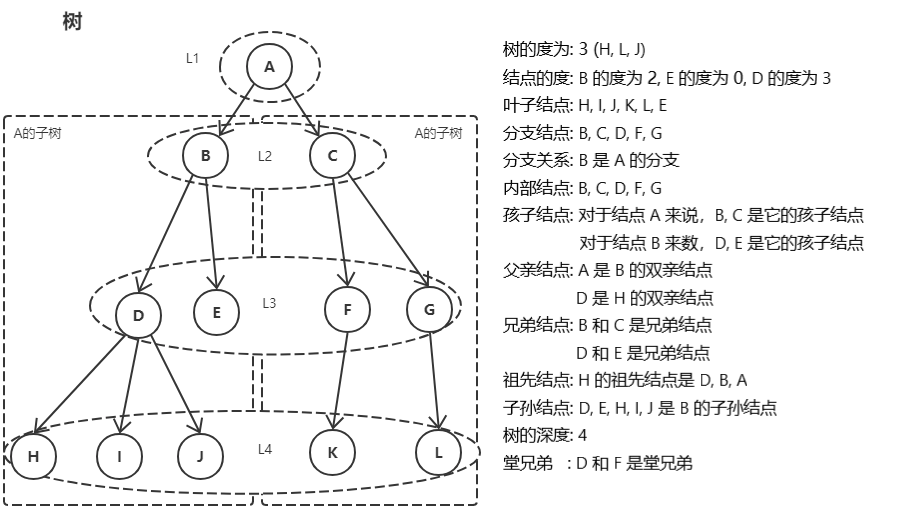 树
L1
A
A的子树
A的子树
B
L2
C
D
E
L3
F
G
H
I
J
L4
K
L
树的度为: 3 (H, L, J)
结点的度: B 的度为 2, E 的度为 0, D 的度为 3
叶子结点: H, I, J, K, L, E
分支结点: B, C, D, F, G
分支关系: B 是 A 的分支
内部结点: B, C, D, F, G
孩子结点: 对于结点 A 来说，B, C 是它的孩子结点
对于结点 B 来数，D, E 是它的孩子结点
父亲结点: A 是 B 的双亲结点
D 是 H 的双亲结点
兄弟结点: B 和 C 是兄弟结点
D 和 E 是兄弟结点
祖先结点: H 的祖先结点是 D, B, A
子孙结点: D, E, H, I, J 是 B 的子孙结点
树的深度: 4
堂兄弟 : D 和 F 是堂兄弟